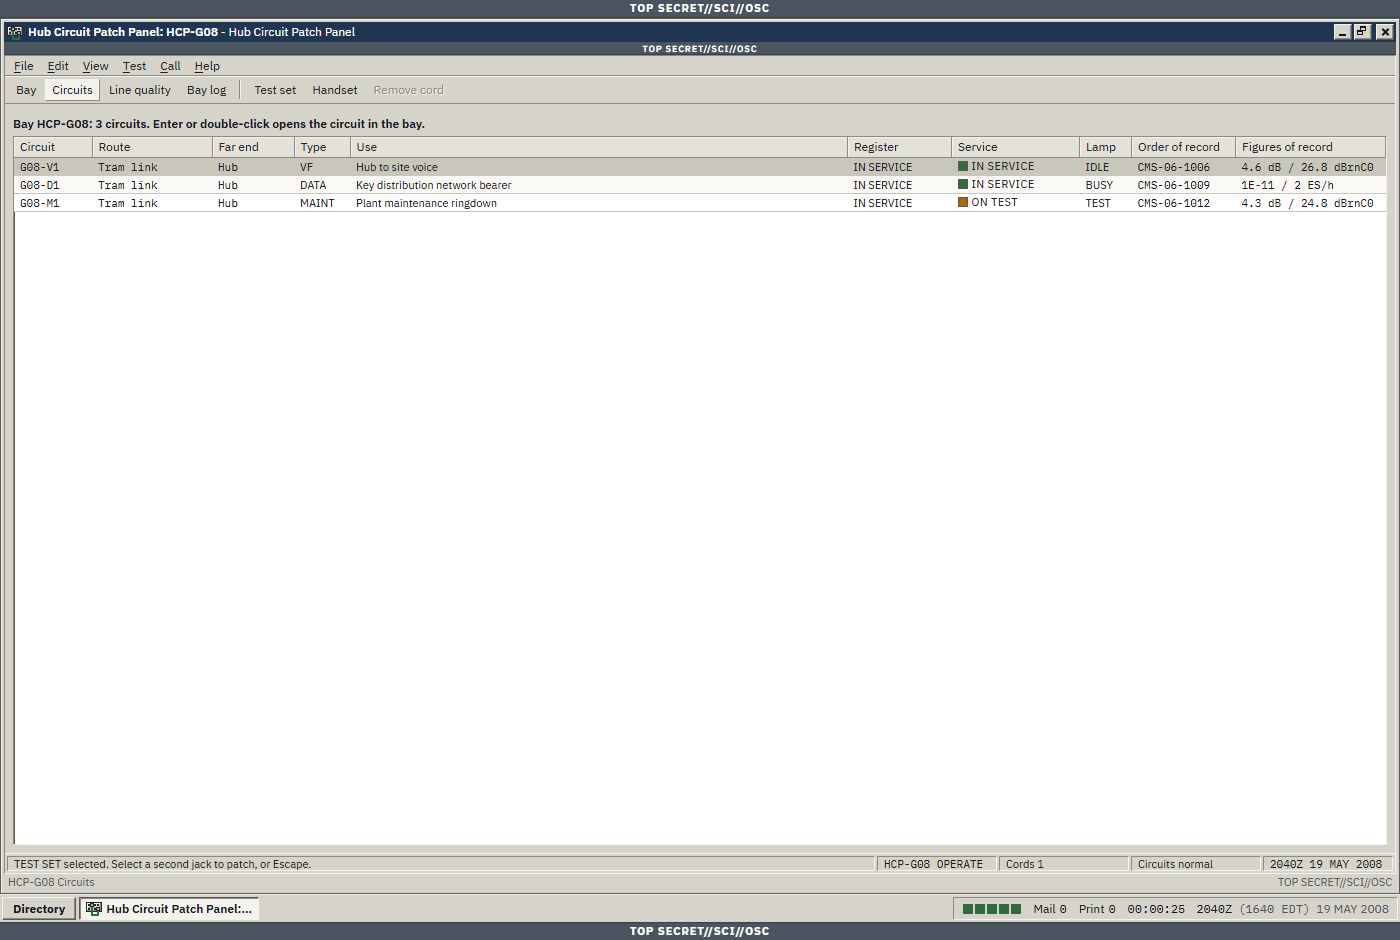 TOP SECRET//SCI//OSC
Hub Circuit Patch Panel: HCP-G08 - Hub Circuit Patch Panel
TOP SECRET//SCI//OSC
File Edit View Test Call Help
Bay Circuits Line quality Bay log Test set Handset Remove cord
Bay HCP-G08: 3 circuits. Enter or double-click opens the circuit in the bay.
Circuit Route Far end Type Use Register Service Lamp Order of record Figures of record
G08-V1 Tram link Hub VF Hub to site voice IN SERVICE IN SERVICE IDLE CMS-06-1006 4.6 dB / 26.8 dBrnC0
G08-D1 Tram link Hub DATA Key distribution network bearer IN SERVICE IN SERVICE BUSY CMS-06-1009 1E-11 / 2 ES/h
G08-M1 Tram link Hub MAINT Plant maintenance ringdown IN SERVICE ON TEST TEST CMS-06-1012 4.3 dB / 24.8 dBrnC0
TEST SET selected. Select a second jack to patch, or Escape. HCP-G08 OPERATE Cords 1 Circuits normal 2040Z 19 MAY 2008
HCP-G08 Circuits TOP SECRET//SCI//OSC
Directory Hub Circuit Patch Panel:... Mail 0 Print 0 00:00:25 2040Z (1640 EDT) 19 MAY 2008
TOP SECRET//SCI//OSC